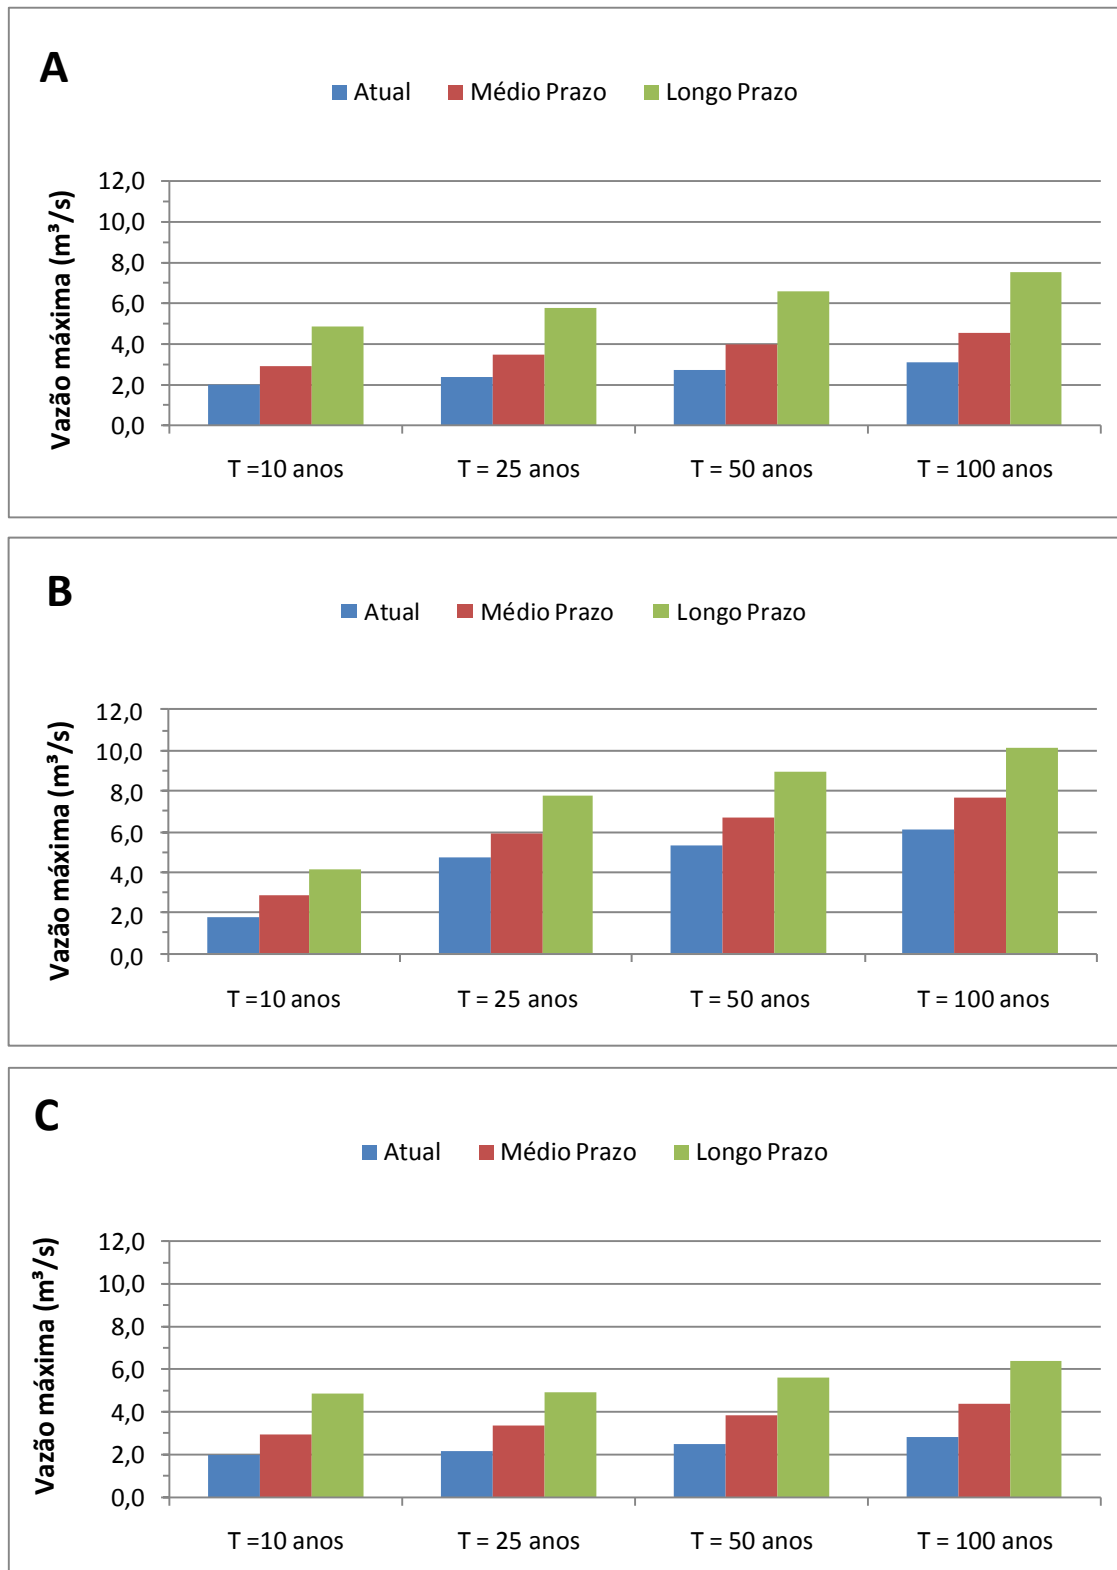 A
Atual Médio Prazo Longo Prazo
Vazão máxima (m³/s)
12,0
10,0
8,0
6,0
4,0
2,0
0,0
T =10 anos T = 25 anos T = 50 anos T = 100 anos
B
Atual Médio Prazo Longo Prazo
Vazão máxima (m³/s)
12,0
10,0
8,0
6,0
4,0
2,0
0,0
T =10 anos T = 25 anos T = 50 anos T = 100 anos
C
Atual Médio Prazo Longo Prazo
Vazão máxima (m³/s)
12,0
10,0
8,0
6,0
4,0
2,0
0,0
T =10 anos T = 25 anos T = 50 anos T = 100 anos